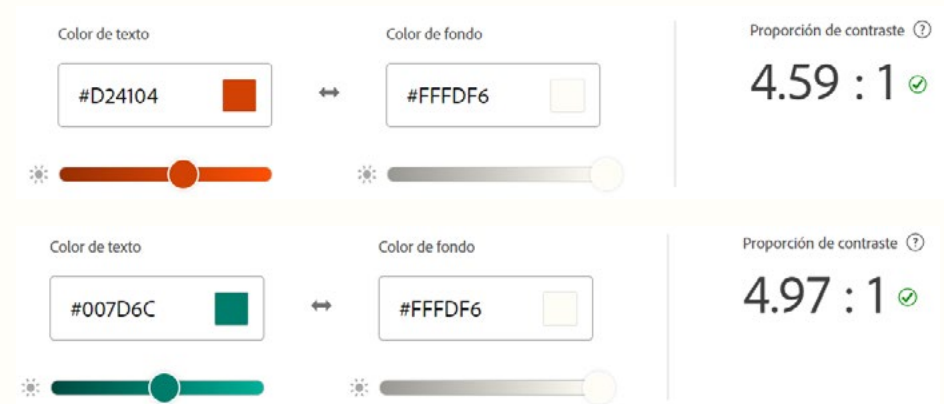 Color de texto
Color de fondo
Proporción de contraste ?
#D24104
#FFFDF6
4.59 : 1
Color de texto
Color de fondo
Proporción de contraste ?
#007D6C
#FFFDF6
4.97 : 1